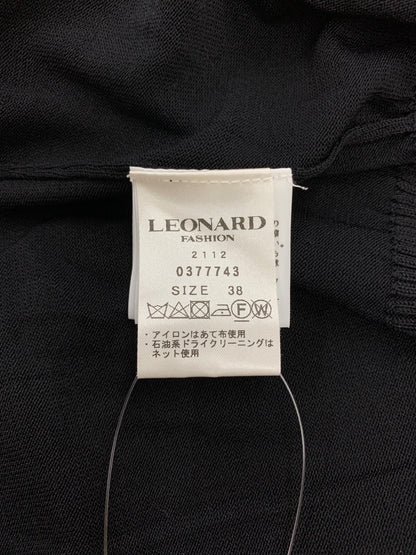 LEONARD
FASHION
2112
0377743
SIZE 38
F W
・アイロンはあて布使用
・石油系ドライクリーニングは
ネット使用